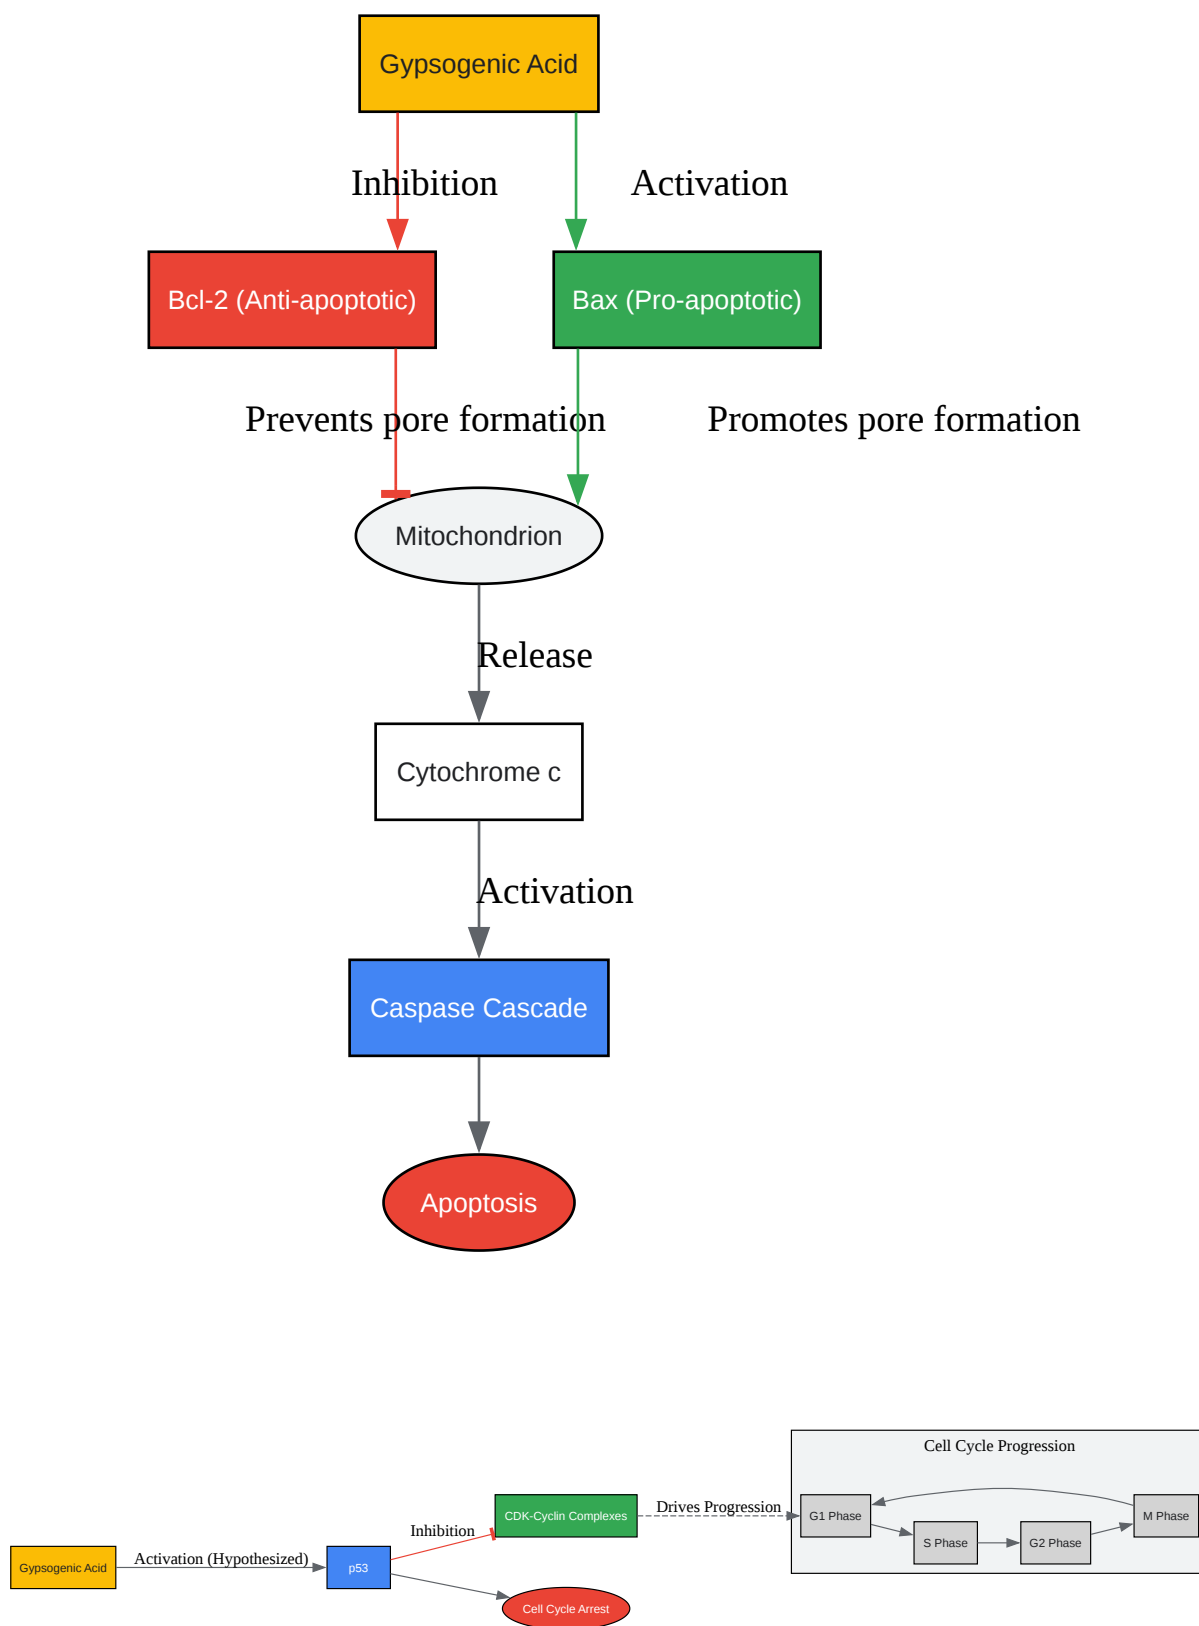 Gypsogenic Acid
Inhibition
Activation
Bcl-2 (Anti-apoptotic)
Bax (Pro-apoptotic)
Prevents pore formation
Promotes pore formation
Mitochondrion
Release
Cytochrome c
Activation
Caspase Cascade
Apoptosis
Cell Cycle Progression
Drives Progression
CDK-Cyclin Complexes
G1 Phase
M Phase
Inhibition
S Phase
G2 Phase
Activation (Hypothesized)
Gypsogenic Acid
p53
Cell Cycle Arrest